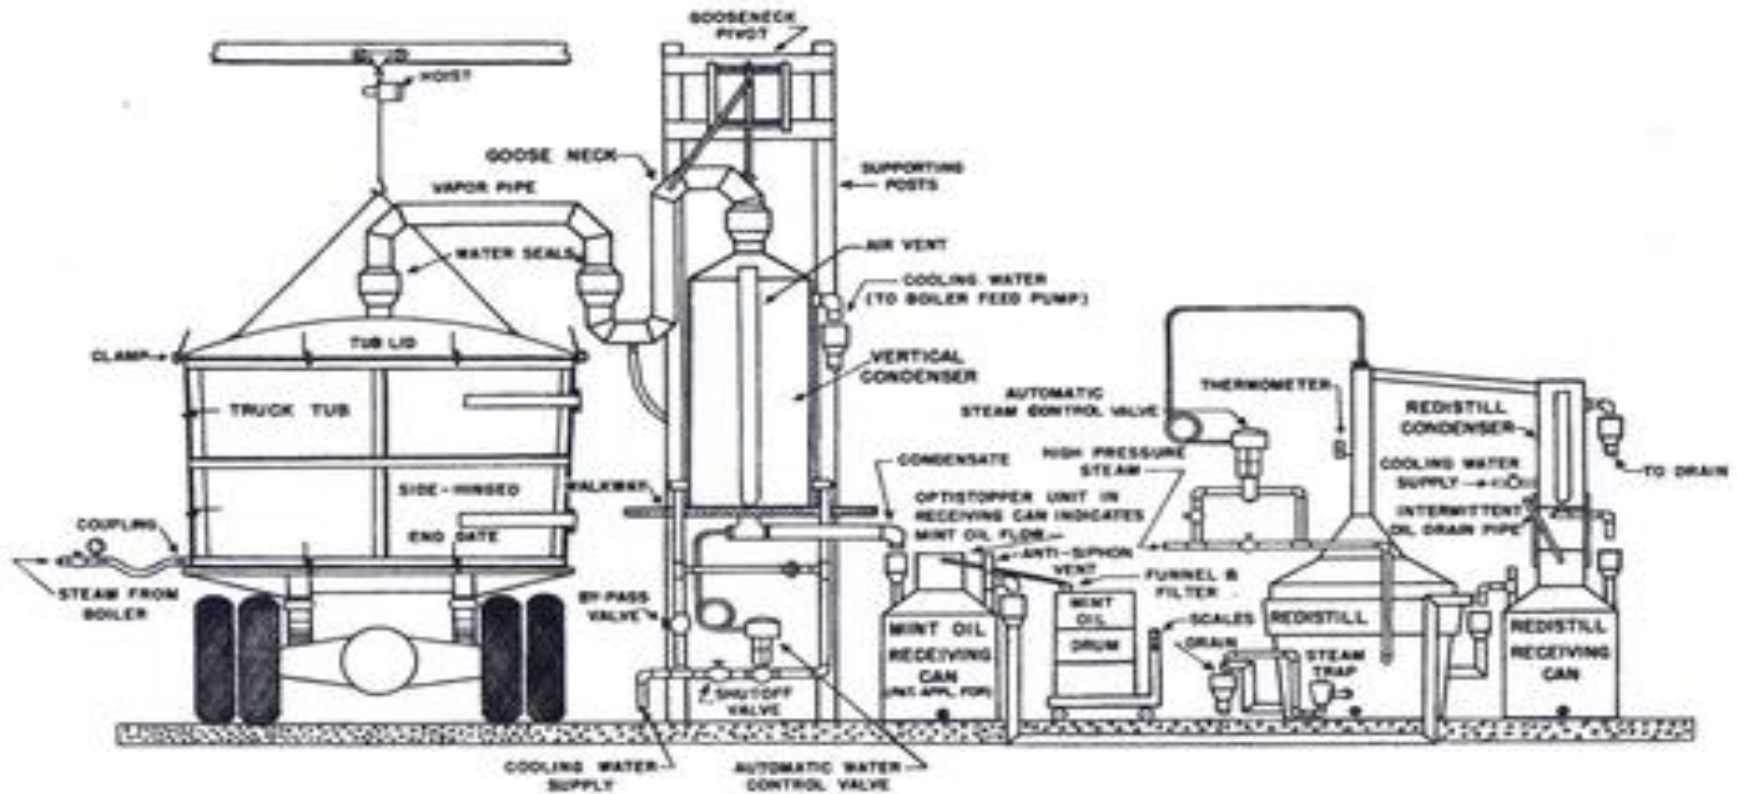 GOOSENECK
PIVOT
HOIST
GOOSE NECK
VAPOR PIPE
SUPPORTING
POSTS
WATER SEALS
AIR VENT
COOLING WATER
(TO BOILER FEED PUMP)
TUB LID
CLAMP
VERTICAL
CONDENSER
TRUCK TUB
AUTOMATIC
STEAM CONTROL VALVE
THERMOMETER
REDISTILL
CONDENSER
CONDENSATE
HIGH PRESSURE
STEAM
COOLING WATER
SUPPLY
TO DRAIN
WALKWAY
SIDE-HINGED
END GATE
OPTISTOPPER UNIT IN
RECEIVING CAN INDICATES
MINT OIL FLOW
INTERMITTENT
OIL DRAIN PIPE
COUPLING
ANTI-SIPHON
VENT
FUNNEL &
FILTER
STEAM FROM
BOILER
BY-PASS
VALVE
MINT OIL
RECEIVING
CAN
(PAT. APPL. FOR)
MINT
OIL
DRUM
SCALES
DRAIN
REDISTILL
STEAM
TRAP
REDISTILL
RECEIVING
CAN
SHUTOFF
VALVE
COOLING WATER
SUPPLY
AUTOMATIC WATER
CONTROL VALVE